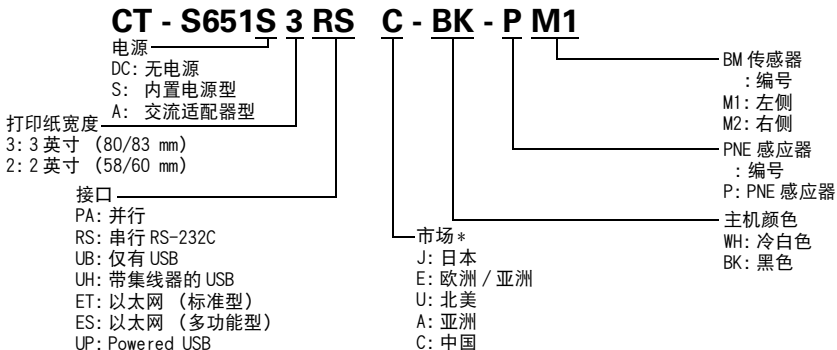 CT - S651S 3 RS C - BK - P M1
电源
DC: 无电源
S: 内置电源型
A: 交流适配器型
打印纸宽度
3: 3 英寸 （80/83 mm）
2: 2 英寸 （58/60 mm）
接口
PA: 并行
RS: 串行 RS-232C
UB: 仅有 USB
UH: 带集线器的 USB
ET: 以太网 （标准型）
ES: 以太网 （多功能型）
UP: Powered USB
市场*
J: 日本
E: 欧洲 / 亚洲
U: 北美
A: 亚洲
C: 中国
BM 传感器
: 编号
M1: 左侧
M2: 右侧
PNE 感应器
: 编号
P: PNE 感应器
主机颜色
WH: 冷白色
BK: 黑色